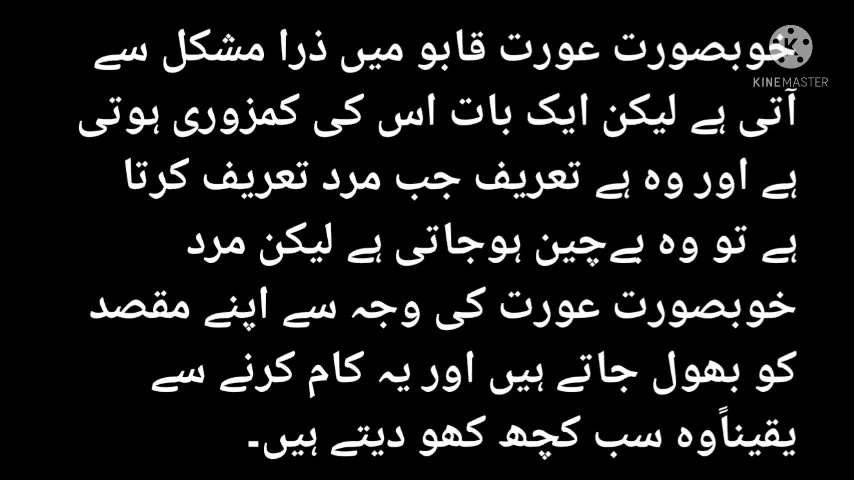 خوبصورت عورت قابو میں ذرا مشکل سے
KINEMASTER
آتی ہے لیکن ایک بات اس کی کمزوری ہوتی
ہے اور وہ ہے تعریف جب مرد تعریف کرتا
ہے تو وہ بےچین ہوجاتی ہے لیکن مرد
خوبصورت عورت کی وجہ سے اپنے مقصد
کو بھول جاتے ہیں اور یہ کام کرنے سے
یقیناًوہ سب کچھ کھو دیتے ہیں۔